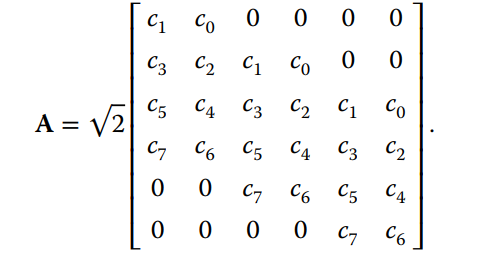 A = √2 [ c₁ c₀ 0 0 0 0
c₃ c₂ c₁ c₀ 0 0
c₅ c₄ c₃ c₂ c₁ c₀
c₇ c₆ c₅ c₄ c₃ c₂
0 0 c₇ c₆ c₅ c₄
0 0 0 0 c₇ c₆ ] .